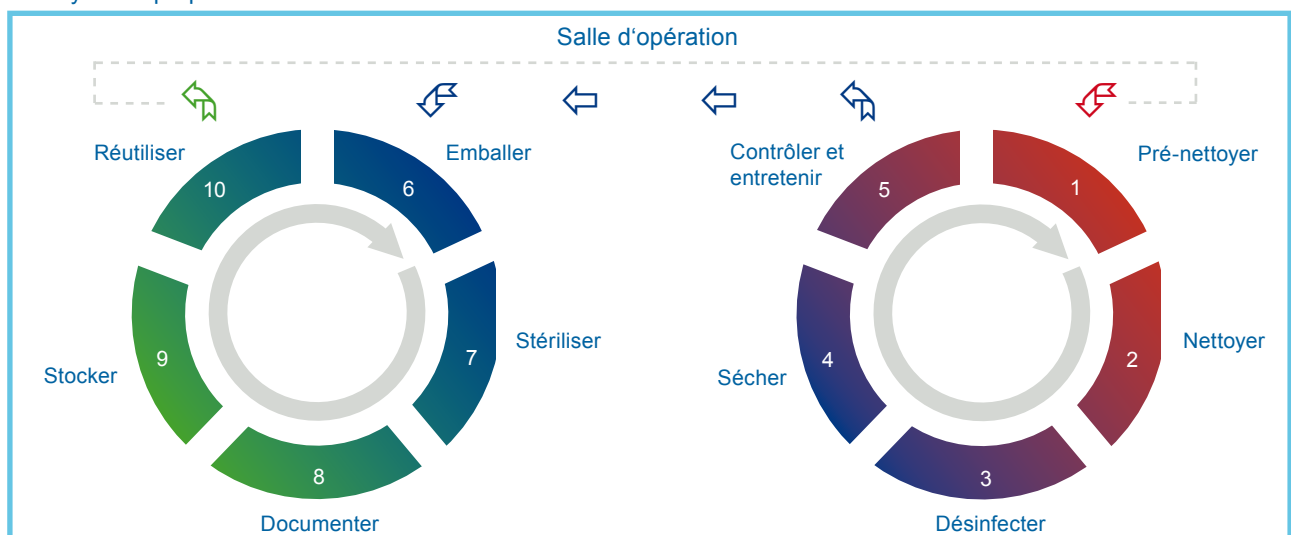 Salle d‘opération
Réutiliser
Emballer
Contrôler et
entretenir
Pré-nettoyer
10
6
5
1
Stériliser
Nettoyer
9
7
4
2
Stocker
Sécher
8
3
Documenter
Désinfecter